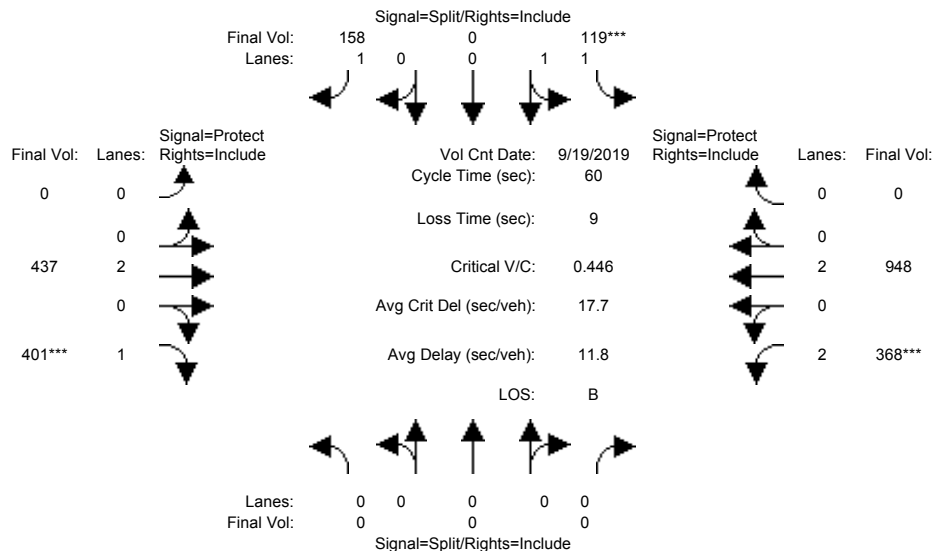 Signal=Split/Rights=Include
Final Vol: 158 0 119***
Lanes: 1 0 0 1 1
Signal=Protect Signal=Protect
Final Vol: Lanes: Rights=Include Vol Cnt Date: 9/19/2019 Rights=Include Lanes: Final Vol:
Cycle Time (sec): 60
0 0 0 0
Loss Time (sec): 9
0 0
437 2 Critical V/C: 0.446 2 948
0 Avg Crit Del (sec/veh): 17.7 0
401*** 1 Avg Delay (sec/veh): 11.8 2 368***
LOS: B
Lanes: 0 0 0 0 0
Final Vol: 0 0 0
Signal=Split/Rights=Include